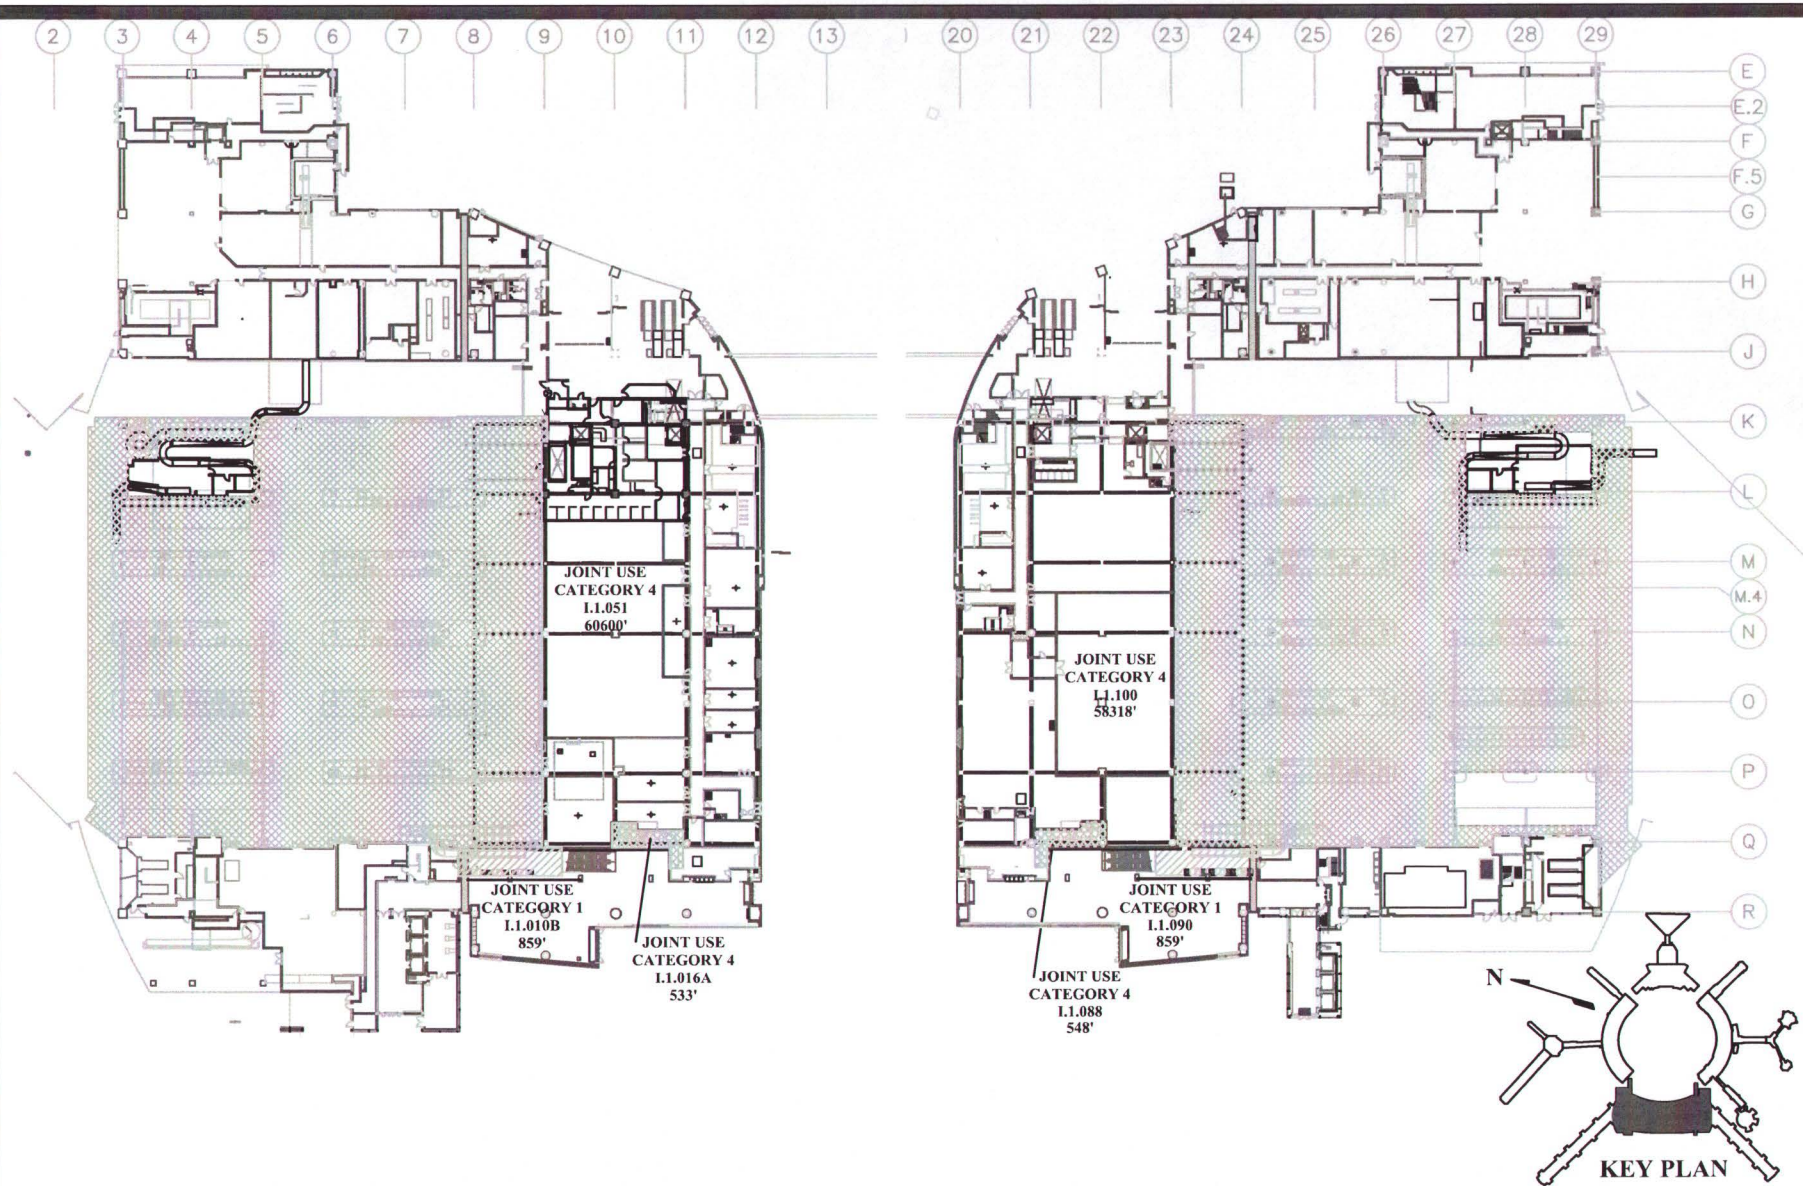 2 3 4 5 6 7 8 9 10 11 12 13 20 21 22 23 24 25 26 27 28 29
E
E.2
F
F.5
G
H
J
K
L
M
M.4
N
O
P
Q
R
JOINT USE
CATEGORY 4
I.1.051
60600'
JOINT USE
CATEGORY 4
I.1.100
58318'
JOINT USE
CATEGORY 1
I.1.010B
859'
JOINT USE
CATEGORY 4
I.1.016A
533'
JOINT USE
CATEGORY 1
I.1.090
859'
JOINT USE
CATEGORY 4
I.1.088
548'
N
KEY PLAN